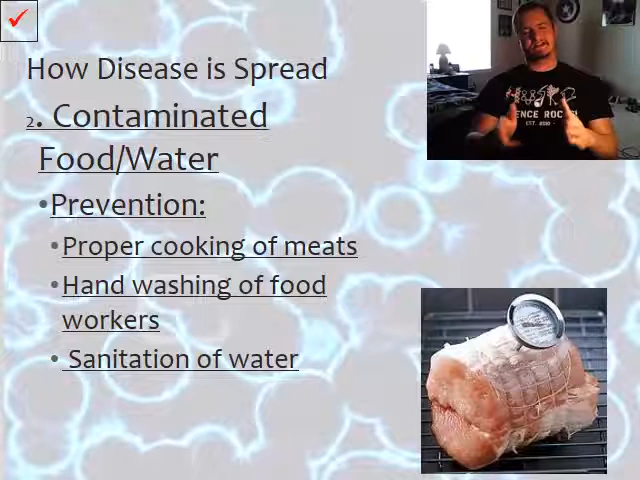 How Disease is Spread
2. Contaminated
Food/Water
•Prevention:
•Proper cooking of meats
•Hand washing of food
workers
• Sanitation of water